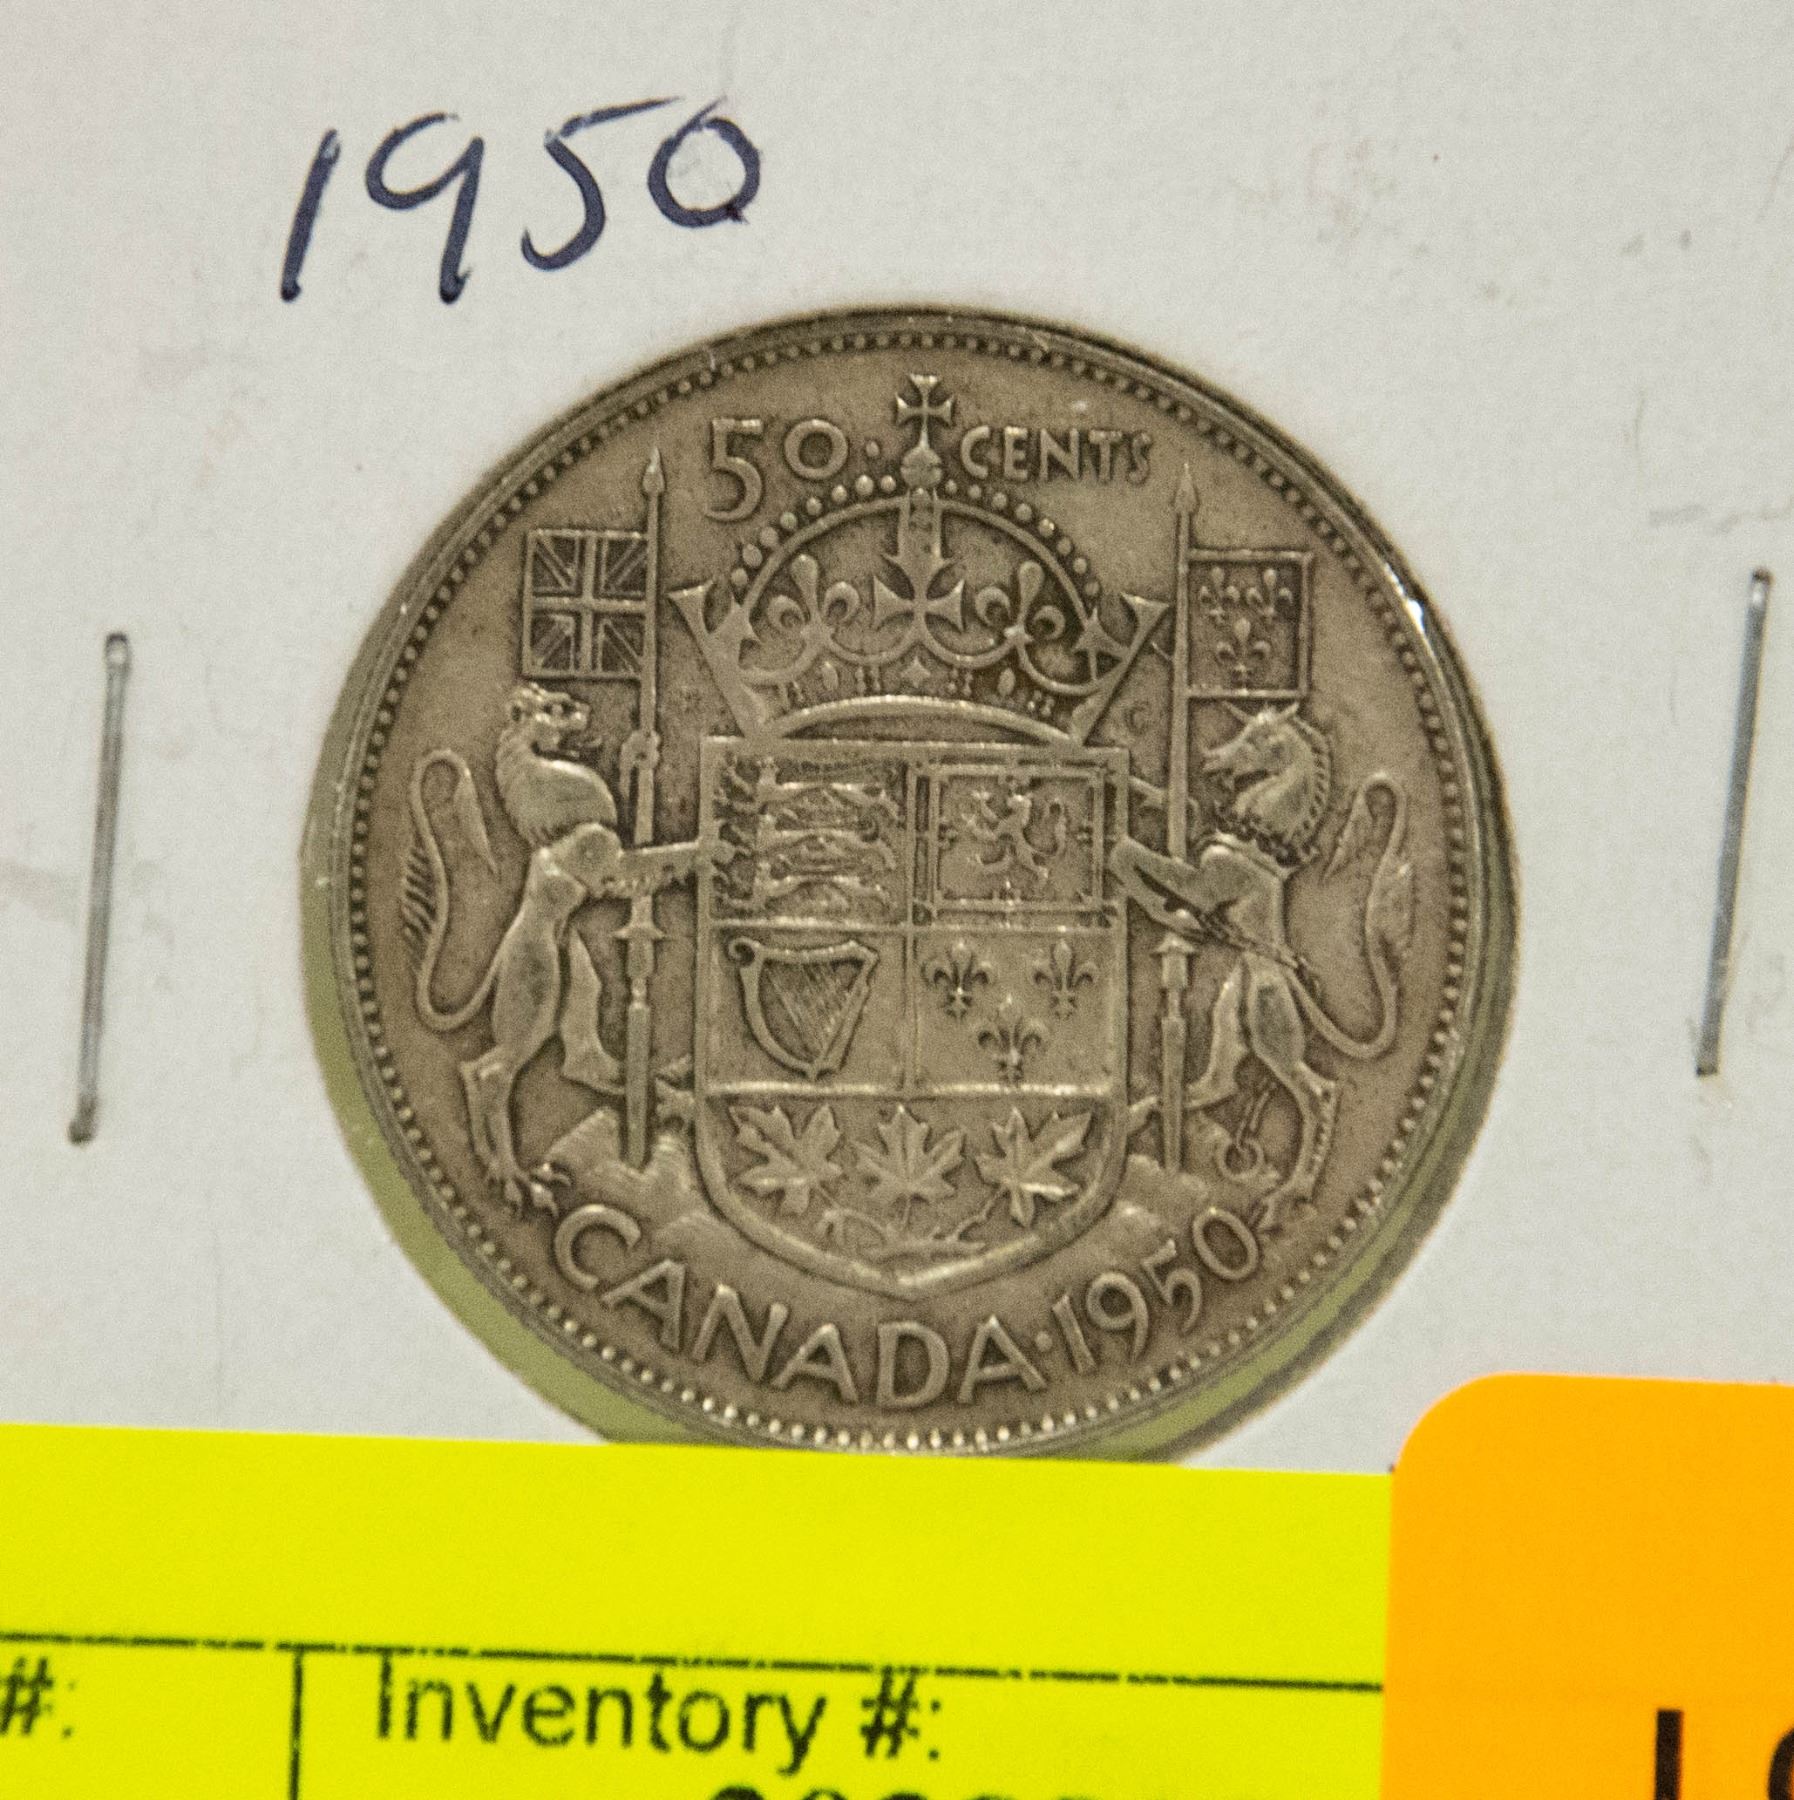 1950
50 · CENTS
CANADA · 1950
#:
Inventory #: